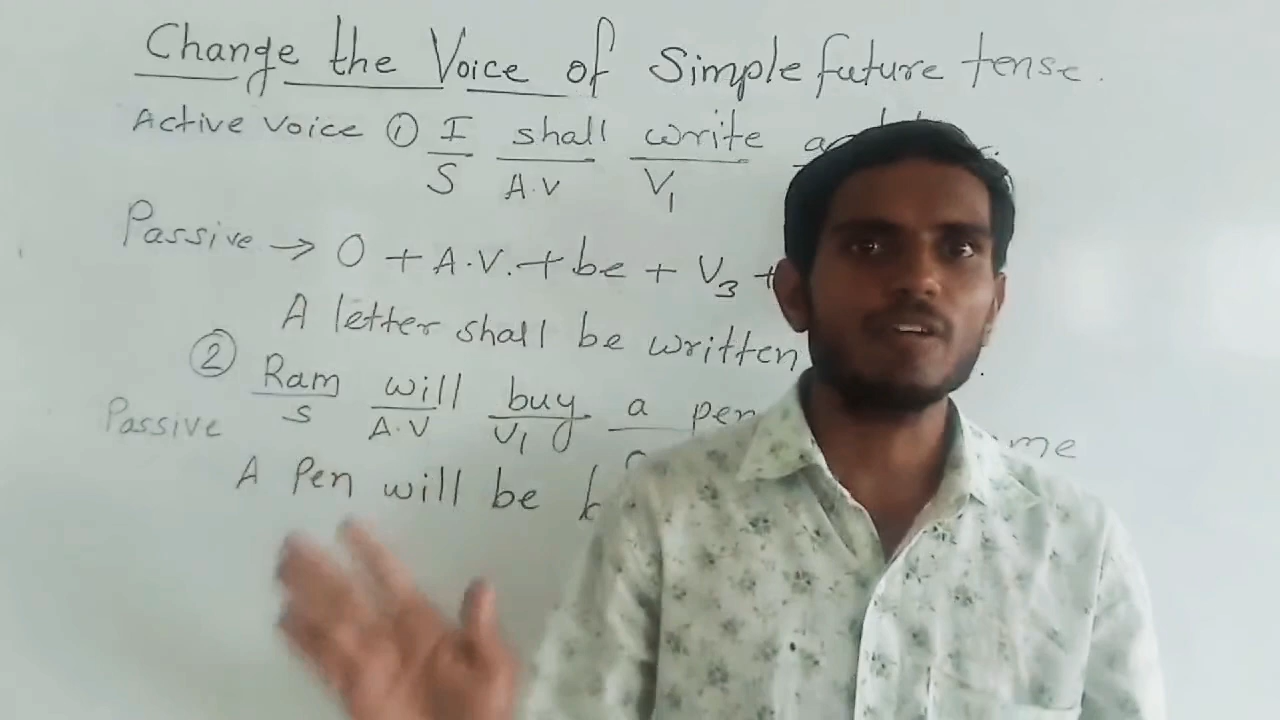 Change the Voice of Simple future tense.
Active Voice ① I shall write
S A.V V1
Passive → O + A.V. + be + V3 +
A letter shall be written
② Ram will buy a pen
S A.V V1
Passive
A Pen will be